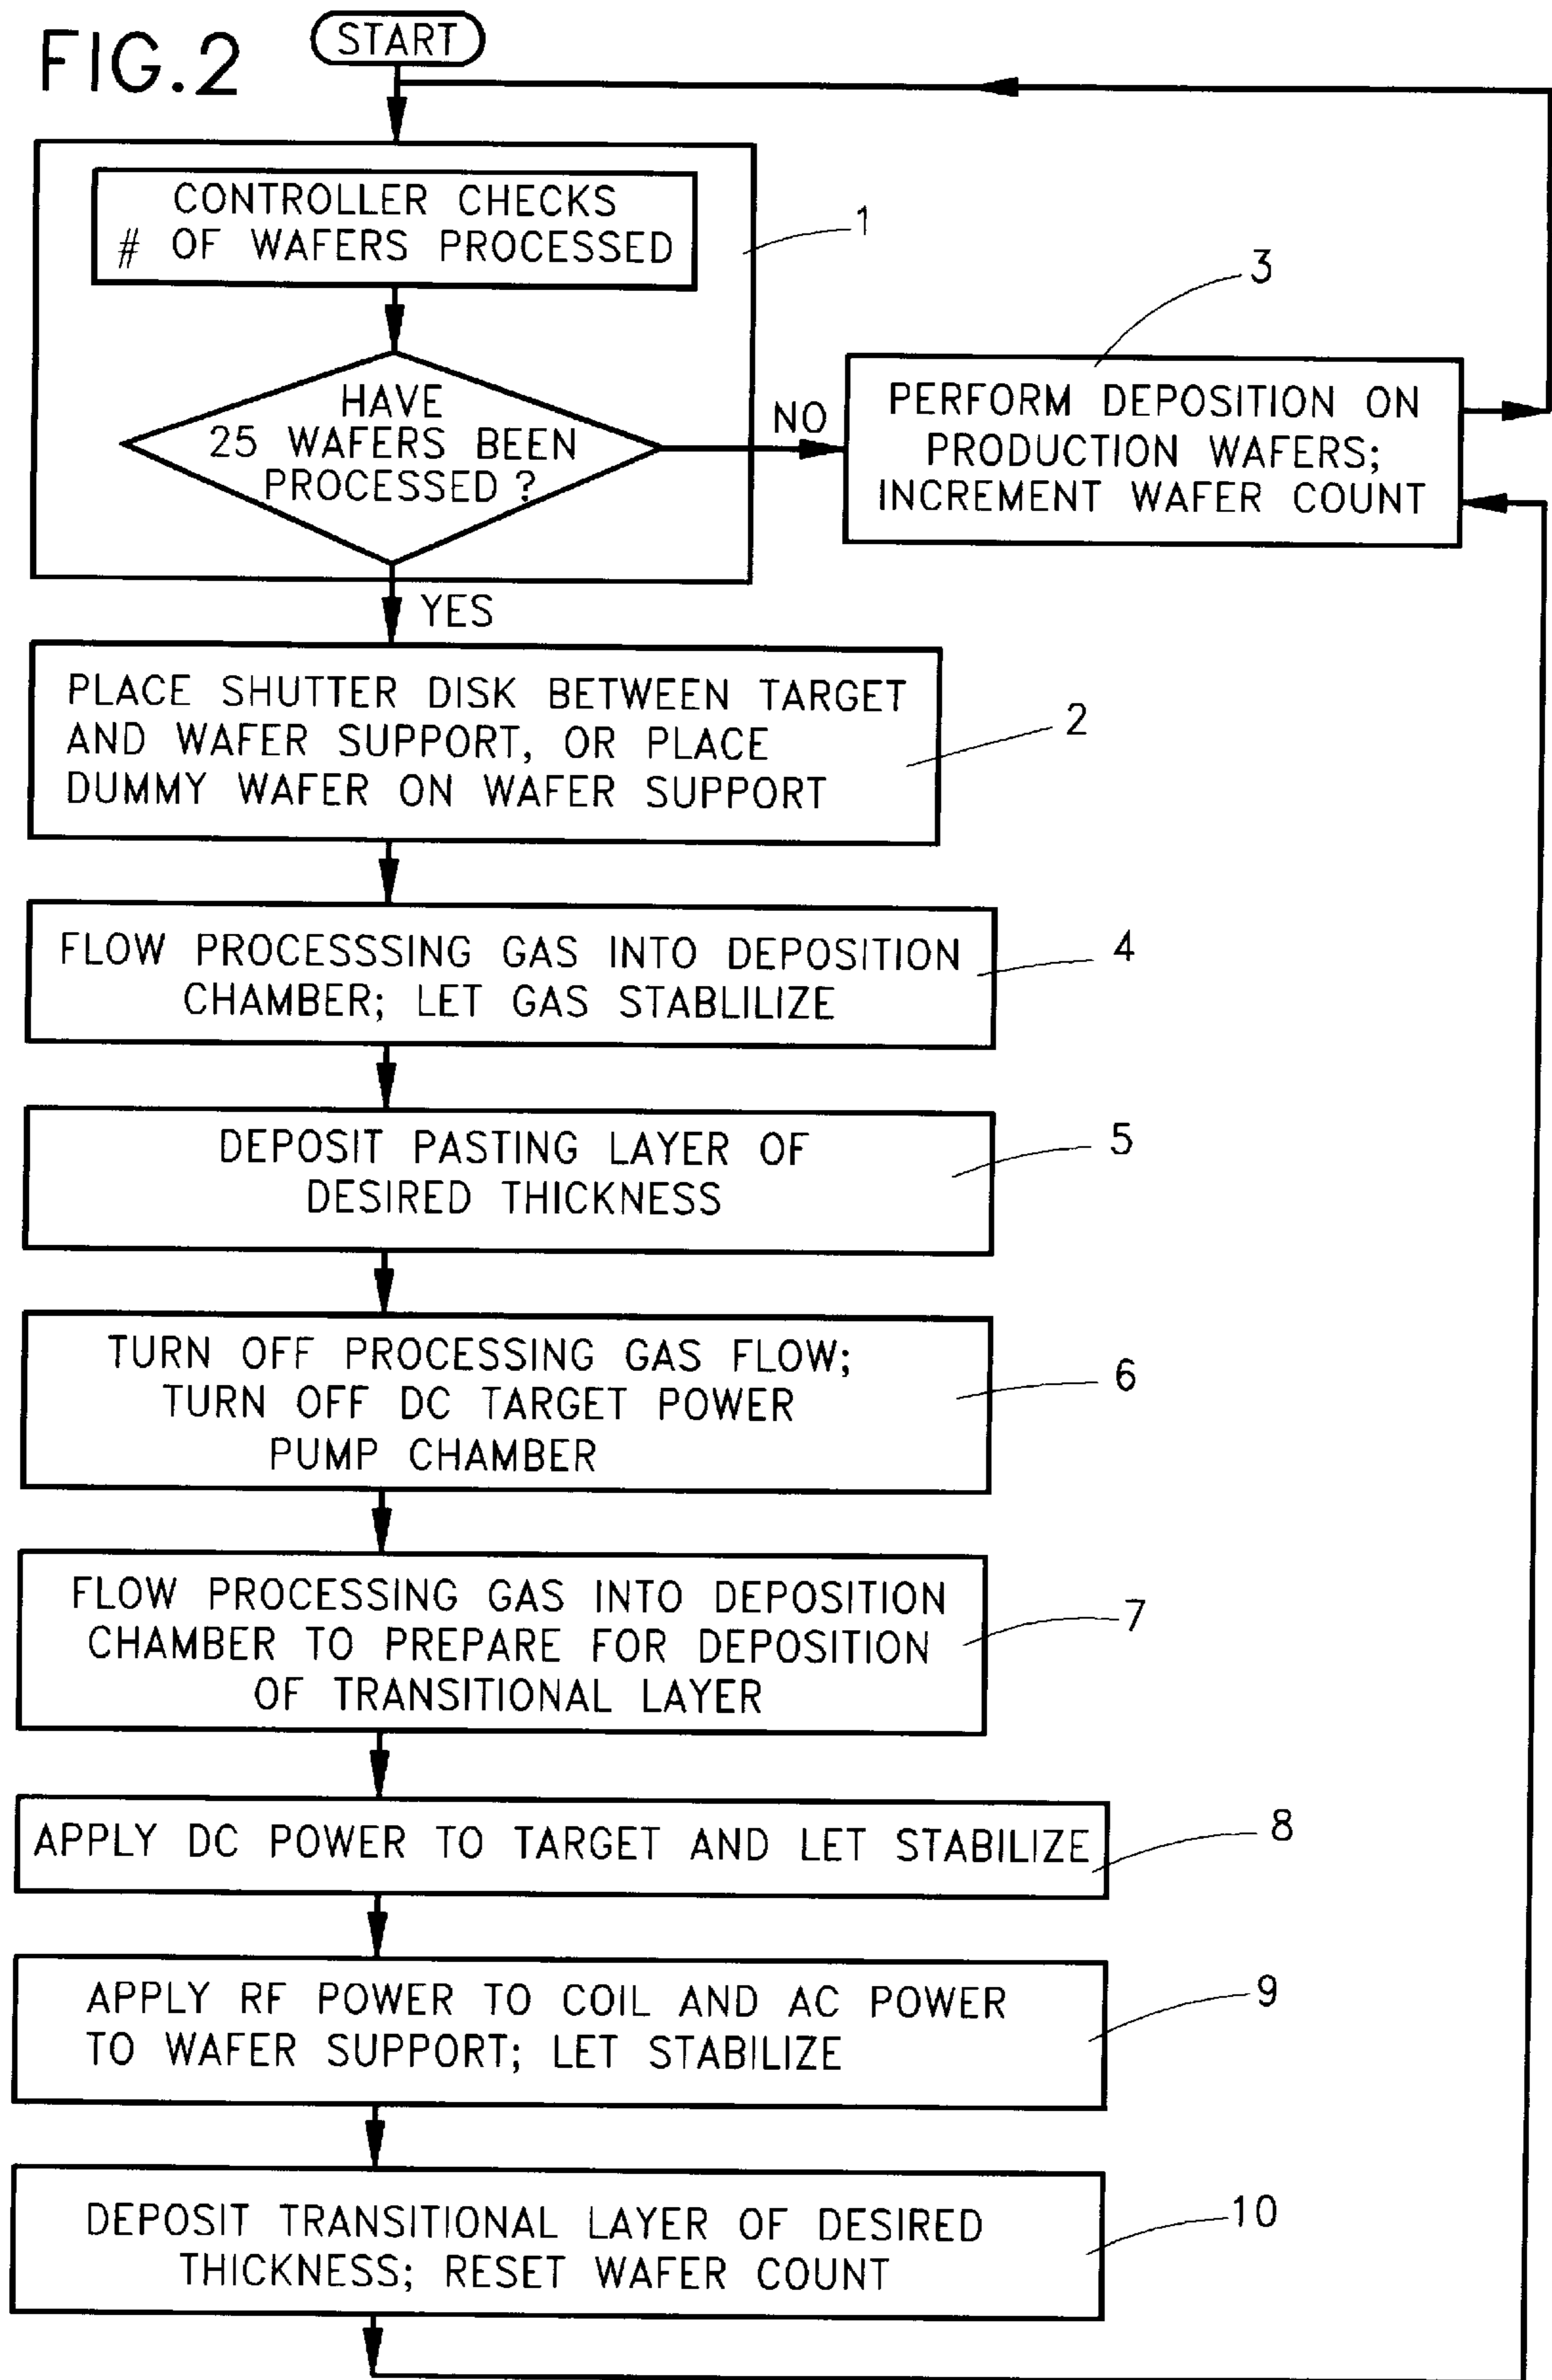 FIG.2
START
CONTROLLER CHECKS
# OF WAFERS PROCESSED
1
HAVE
25 WAFERS BEEN
PROCESSED ?
NO
3
PERFORM DEPOSITION ON
PRODUCTION WAFERS;
INCREMENT WAFER COUNT
YES
PLACE SHUTTER DISK BETWEEN TARGET
AND WAFER SUPPORT, OR PLACE
DUMMY WAFER ON WAFER SUPPORT
2
FLOW PROCESSSING GAS INTO DEPOSITION
CHAMBER; LET GAS STABLILIZE
4
DEPOSIT PASTING LAYER OF
DESIRED THICKNESS
5
TURN OFF PROCESSING GAS FLOW;
TURN OFF DC TARGET POWER
PUMP CHAMBER
6
FLOW PROCESSING GAS INTO DEPOSITION
CHAMBER TO PREPARE FOR DEPOSITION
OF TRANSITIONAL LAYER
7
APPLY DC POWER TO TARGET AND LET STABILIZE
8
APPLY RF POWER TO COIL AND AC POWER
TO WAFER SUPPORT; LET STABILIZE
9
DEPOSIT TRANSITIONAL LAYER OF DESIRED
THICKNESS; RESET WAFER COUNT
10